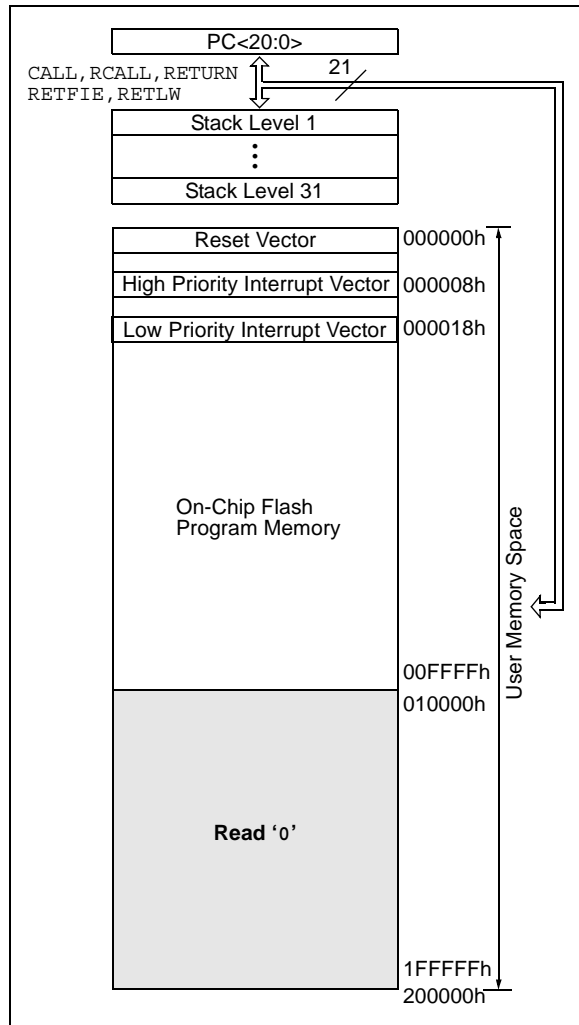 PC<20:0>
CALL,RCALL,RETURN
RETFIE,RETLW
21
Stack Level 1
⋮
Stack Level 31
Reset Vector
000000h
High Priority Interrupt Vector
000008h
Low Priority Interrupt Vector
000018h
On-Chip Flash
Program Memory
User Memory Space
00FFFFh
010000h
Read ‘0’
1FFFFFh
200000h